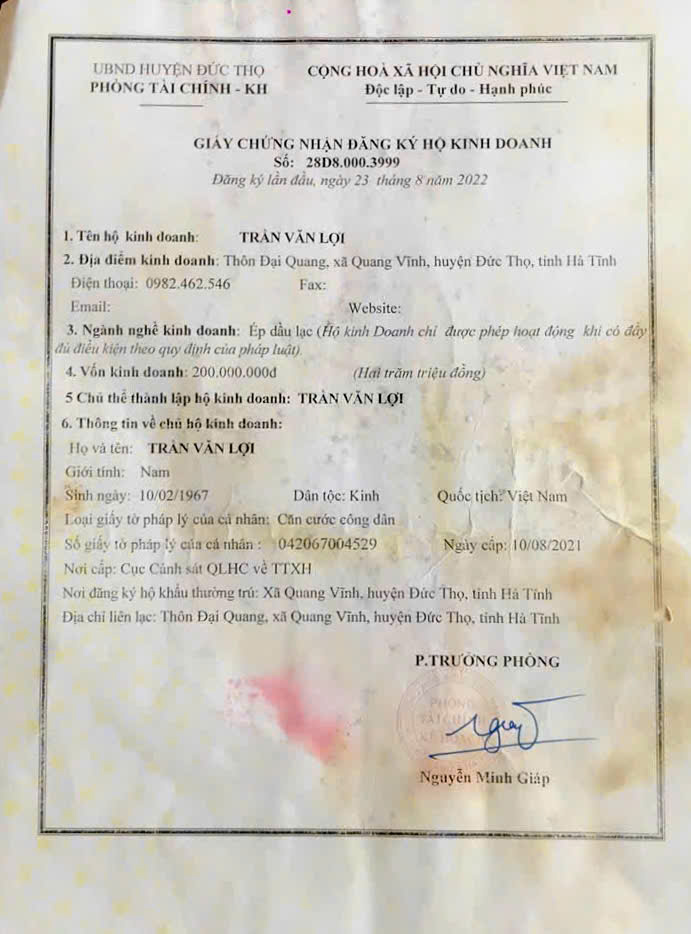 UBND HUYỆN ĐỨC THỌ
PHÒNG TÀI CHÍNH - KH
CỘNG HOÀ XÃ HỘI CHỦ NGHĨA VIỆT NAM
Độc lập - Tự do - Hạnh phúc
GIẤY CHỨNG NHẬN ĐĂNG KÝ HỘ KINH DOANH
Số: 28D8.000.3999
Đăng ký lần đầu, ngày 23 tháng 8 năm 2022
1. Tên hộ kinh doanh: TRẦN VĂN LỢI
2. Địa điểm kinh doanh: Thôn Đại Quang, xã Quang Vĩnh, huyện Đức Thọ, tỉnh Hà Tĩnh
Điện thoại: 0982.462.546 Fax:
Email: Website:
3. Ngành nghề kinh doanh: Ép dầu lạc (Hộ kinh Doanh chỉ được phép hoạt động khi có đầy
đủ điều kiện theo quy định của pháp luật).
4. Vốn kinh doanh: 200.000.000đ (Hai trăm triệu đồng)
5 Chủ thể thành lập hộ kinh doanh: TRẦN VĂN LỢI
6. Thông tin về chủ hộ kinh doanh:
Họ và tên: TRẦN VĂN LỢI
Giới tính: Nam
Sinh ngày: 10/02/1967 Dân tộc: Kinh Quốc tịch: Việt Nam
Loại giấy tờ pháp lý của cá nhân: Căn cước công dân
Số giấy tờ pháp lý của cá nhân : 042067004529 Ngày cấp: 10/08/2021
Nơi cấp: Cục Cảnh sát QLHC về TTXH
Nơi đăng ký hộ khẩu thường trú: Xã Quang Vĩnh, huyện Đức Thọ, tỉnh Hà Tĩnh
Địa chỉ liên lạc: Thôn Đại Quang, xã Quang Vĩnh, huyện Đức Thọ, tỉnh Hà Tĩnh
P.TRƯỞNG PHÒNG
PHÒNG
TÀI CHÍNH
Nguyễn Minh Giáp